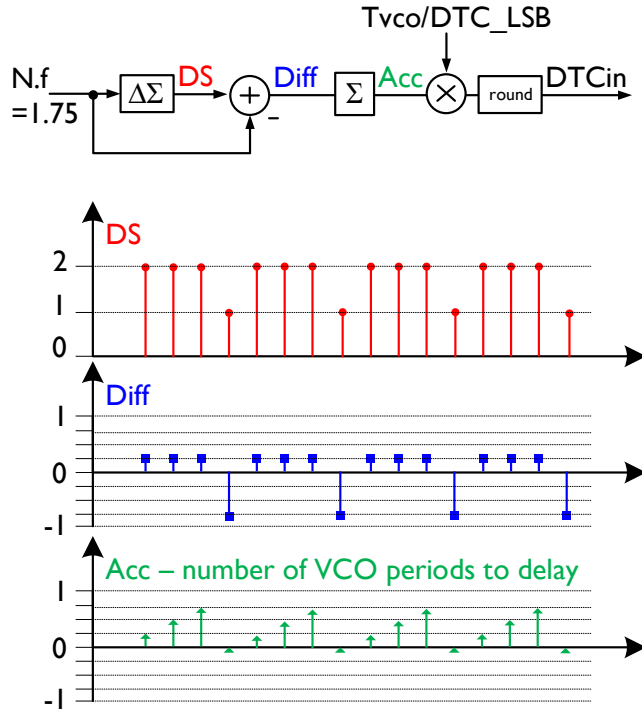 Tvco/DTC_LSB
N.f
=1.75
ΔΣ
DS
+
-
Diff
Σ
Acc
×
round
DTCin
DS
2
1
0
Diff
1
0
-1
Acc – number of VCO periods to delay
1
0
-1